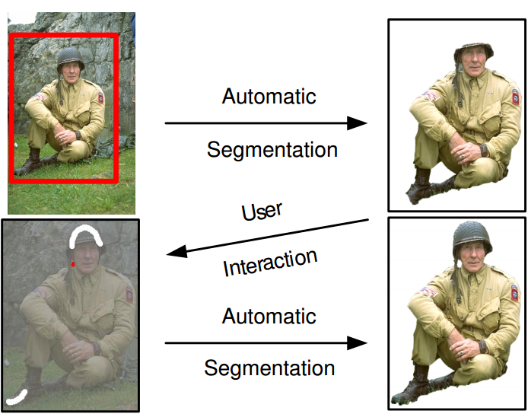 Automatic
Segmentation
User
Interaction
Automatic
Segmentation